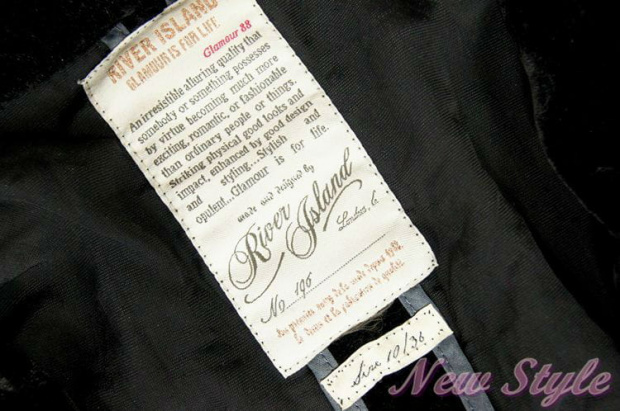 RIVER ISLAND
GLAMOUR IS FOR LIFE.
Glamour 88
An irresistible alluring quality that
somebody or something possesses
by virtue becoming much more
exciting, romantic, or fashionable
than ordinary people or things.
Striking physical good looks and
impact, enhanced by good design
and styling....Stylish and
opulent...Glamour is for life.
made and designed by
River
Island
London, E.
No 196
Size 10/36
New Style